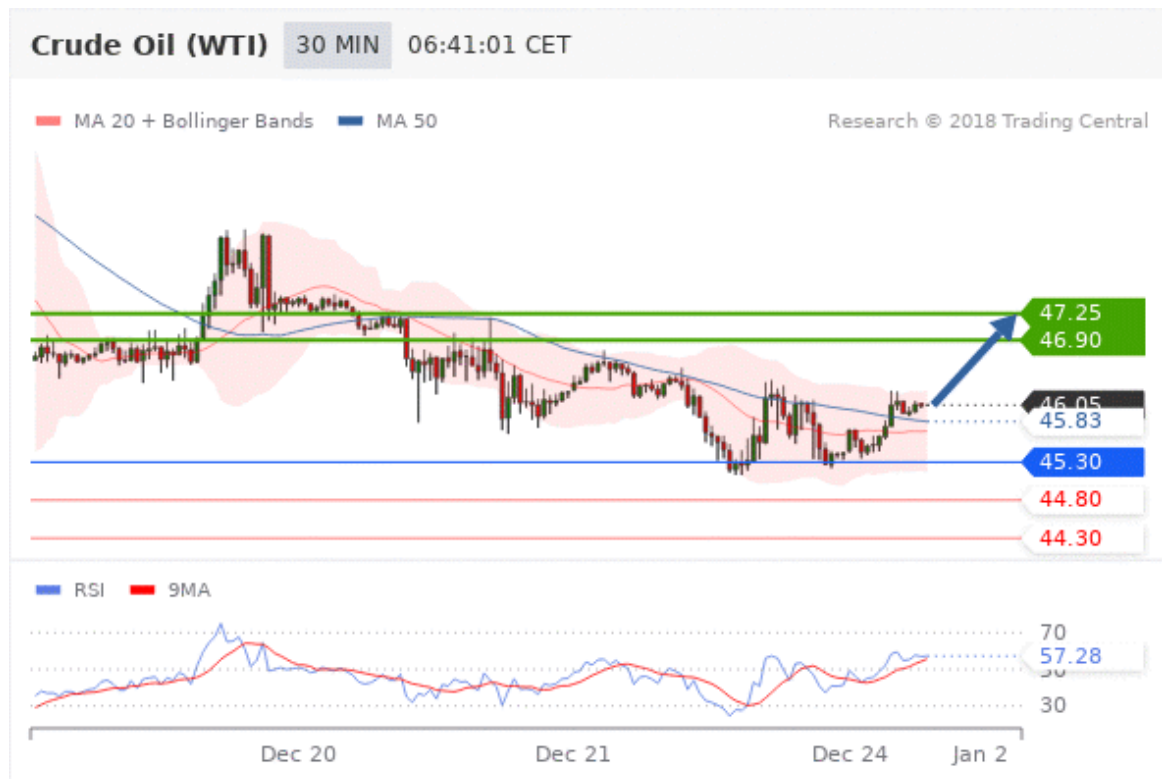 Crude Oil (WTI) 30 MIN 06:41:01 CET
MA 20 + Bollinger Bands MA 50 Research © 2018 Trading Central
47.25
46.90
46.05
45.83
45.30
44.80
44.30
RSI 9MA
70
57.28
30
Dec 20 Dec 21 Dec 24 Jan 2